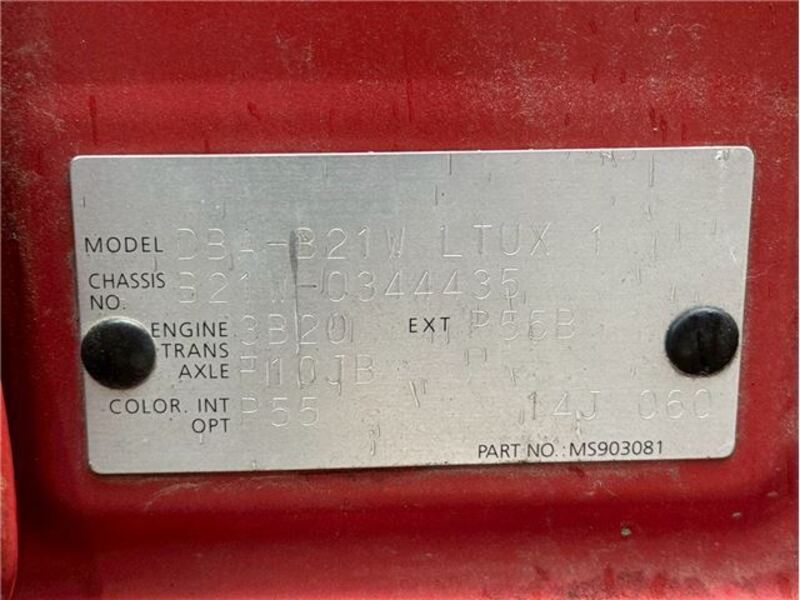 MODEL DBA-B21W LTUX 1
CHASSIS NO. B21W-0344435
ENGINE 3B20 EXT P55B
TRANS AXLE F10JB
COLOR. INT OPT P55 14J 060
PART NO.: MS903081